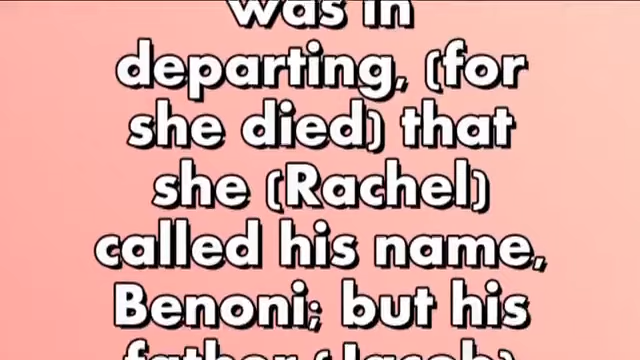 was in
departing, (for
she died) that
she (Rachel)
called his name,
Benoni; but his
father (Jacob)